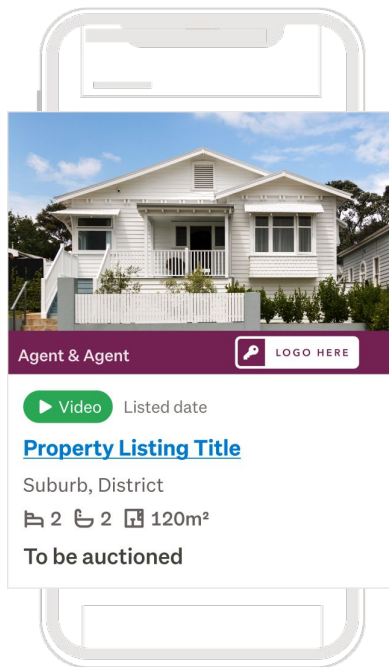 Agent & Agent
LOGO HERE
Video Listed date
Property Listing Title
Suburb, District
2 2 120m²
To be auctioned